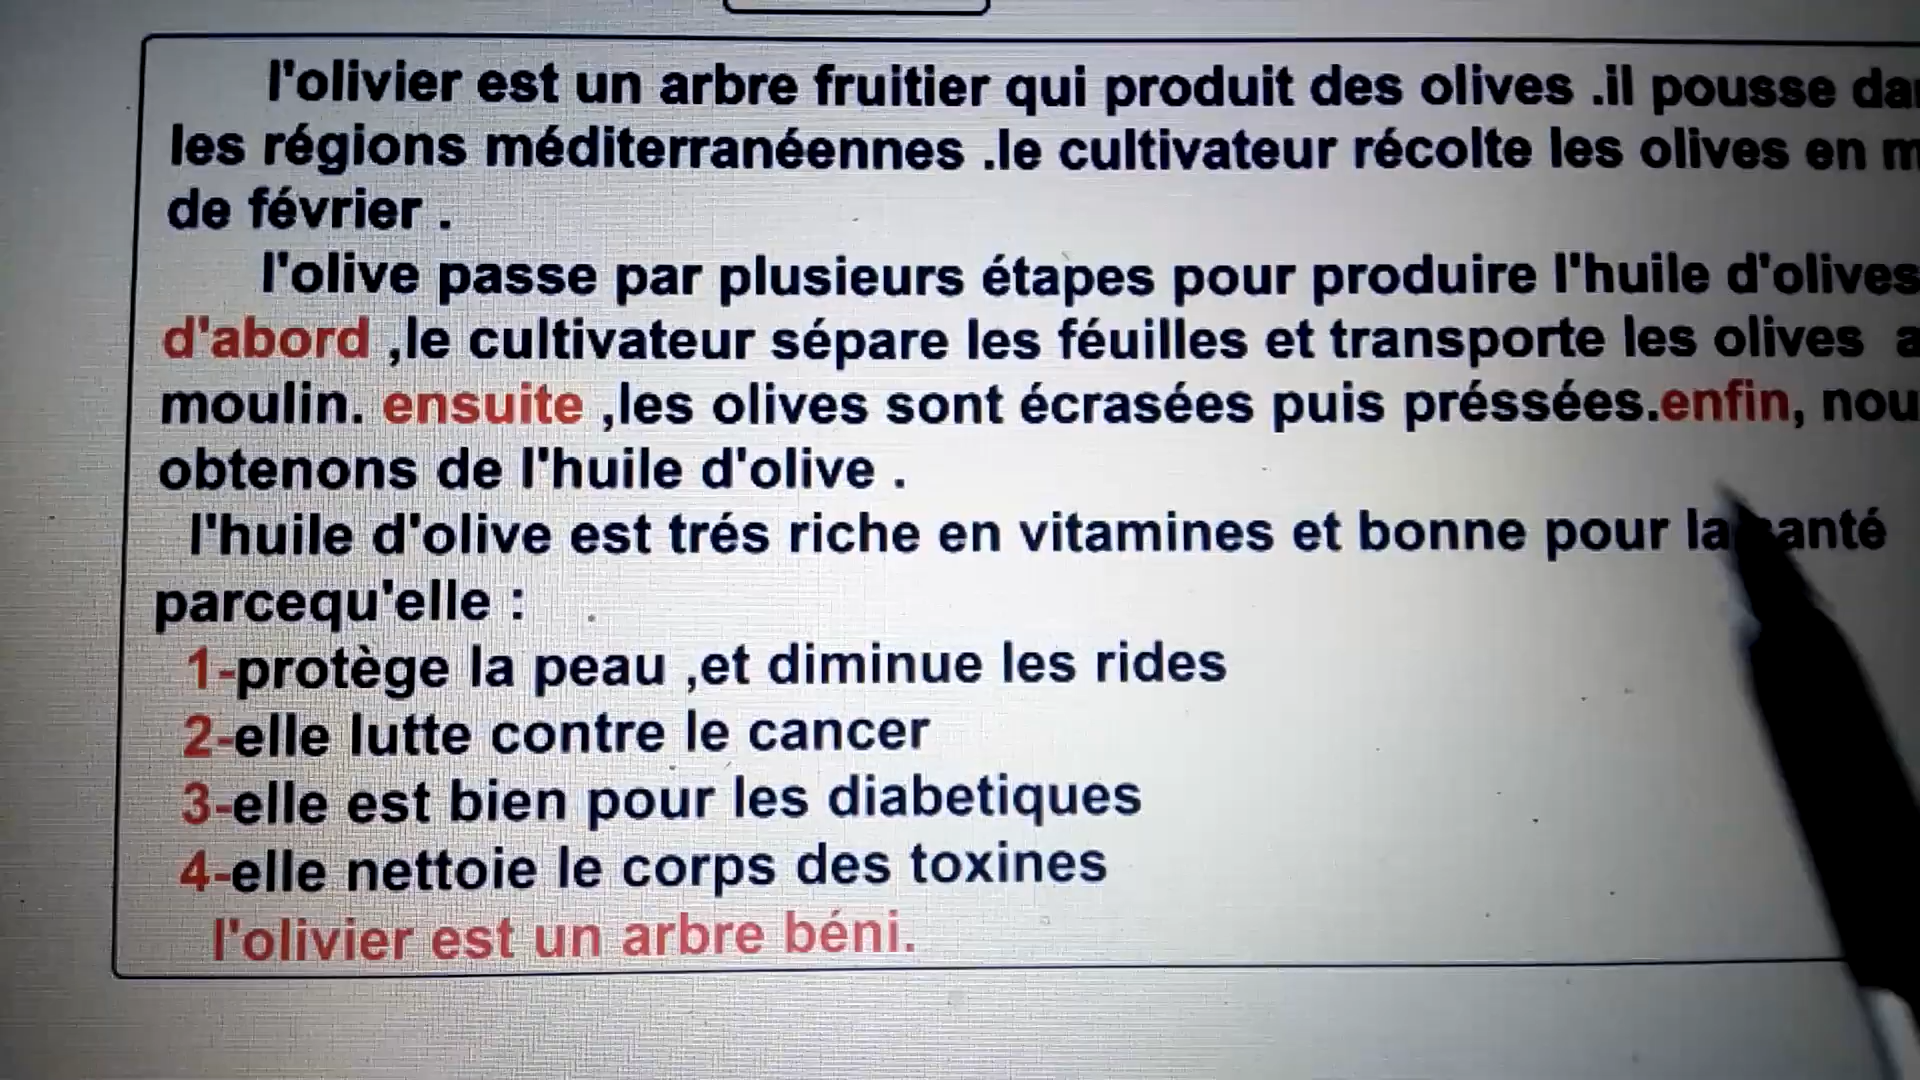 l'olivier est un arbre fruitier qui produit des olives .il pousse
les régions méditerranéennes .le cultivateur récolte les olives en
de février .
l'olive passe par plusieurs étapes pour produire l'huile d'olives
d'abord ,le cultivateur sépare les féuilles et transporte les olives
moulin. ensuite ,les olives sont écrasées puis préssées.enfin,
obtenons de l'huile d'olive .
l'huile d'olive est trés riche en vitamines et bonne pour la
parcequ'elle :
1-protège la peau ,et diminue les rides
2-elle lutte contre le cancer
3-elle est bien pour les diabetiques
4-elle nettoie le corps des toxines
l'olivier est un arbre béni.